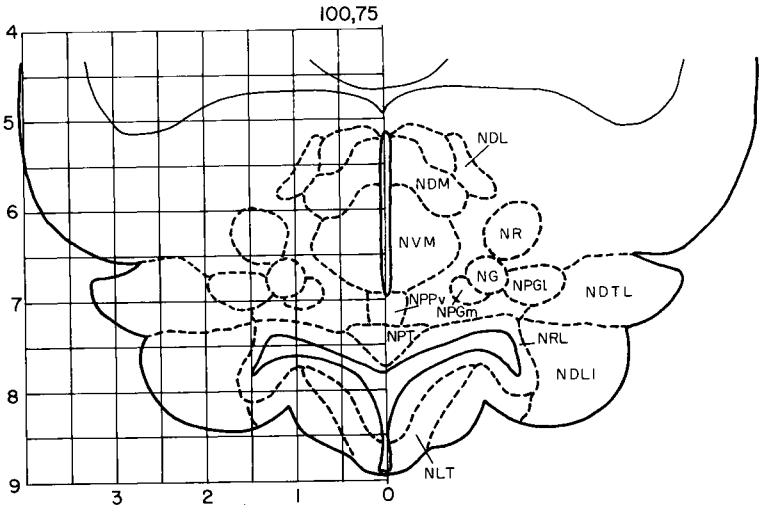 100,75
4
5
NDL
NDM
6
NVM
NR
NG
NPGl
NDTL
7
NPPv
NPGm
NPT
NRL
NDLI
8
NLT
9
3
2
1
0